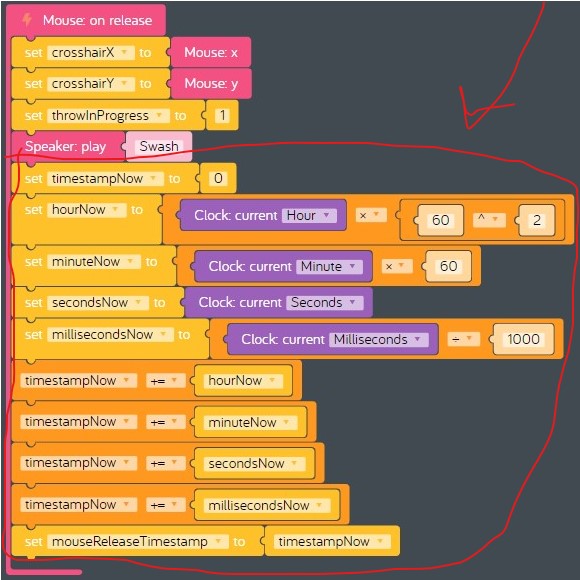 Mouse: on release
set crosshairX to Mouse: x
set crosshairY to Mouse: y
set throwInProgress to 1
Speaker: play Swash
set timestampNow to 0
set hourNow to Clock: current Hour × 60 ^ 2
set minuteNow to Clock: current Minute × 60
set secondsNow to Clock: current Seconds
set millisecondsNow to Clock: current Milliseconds ÷ 1000
timestampNow += hourNow
timestampNow += minuteNow
timestampNow += secondsNow
timestampNow += millisecondsNow
set mouseReleaseTimestamp to timestampNow